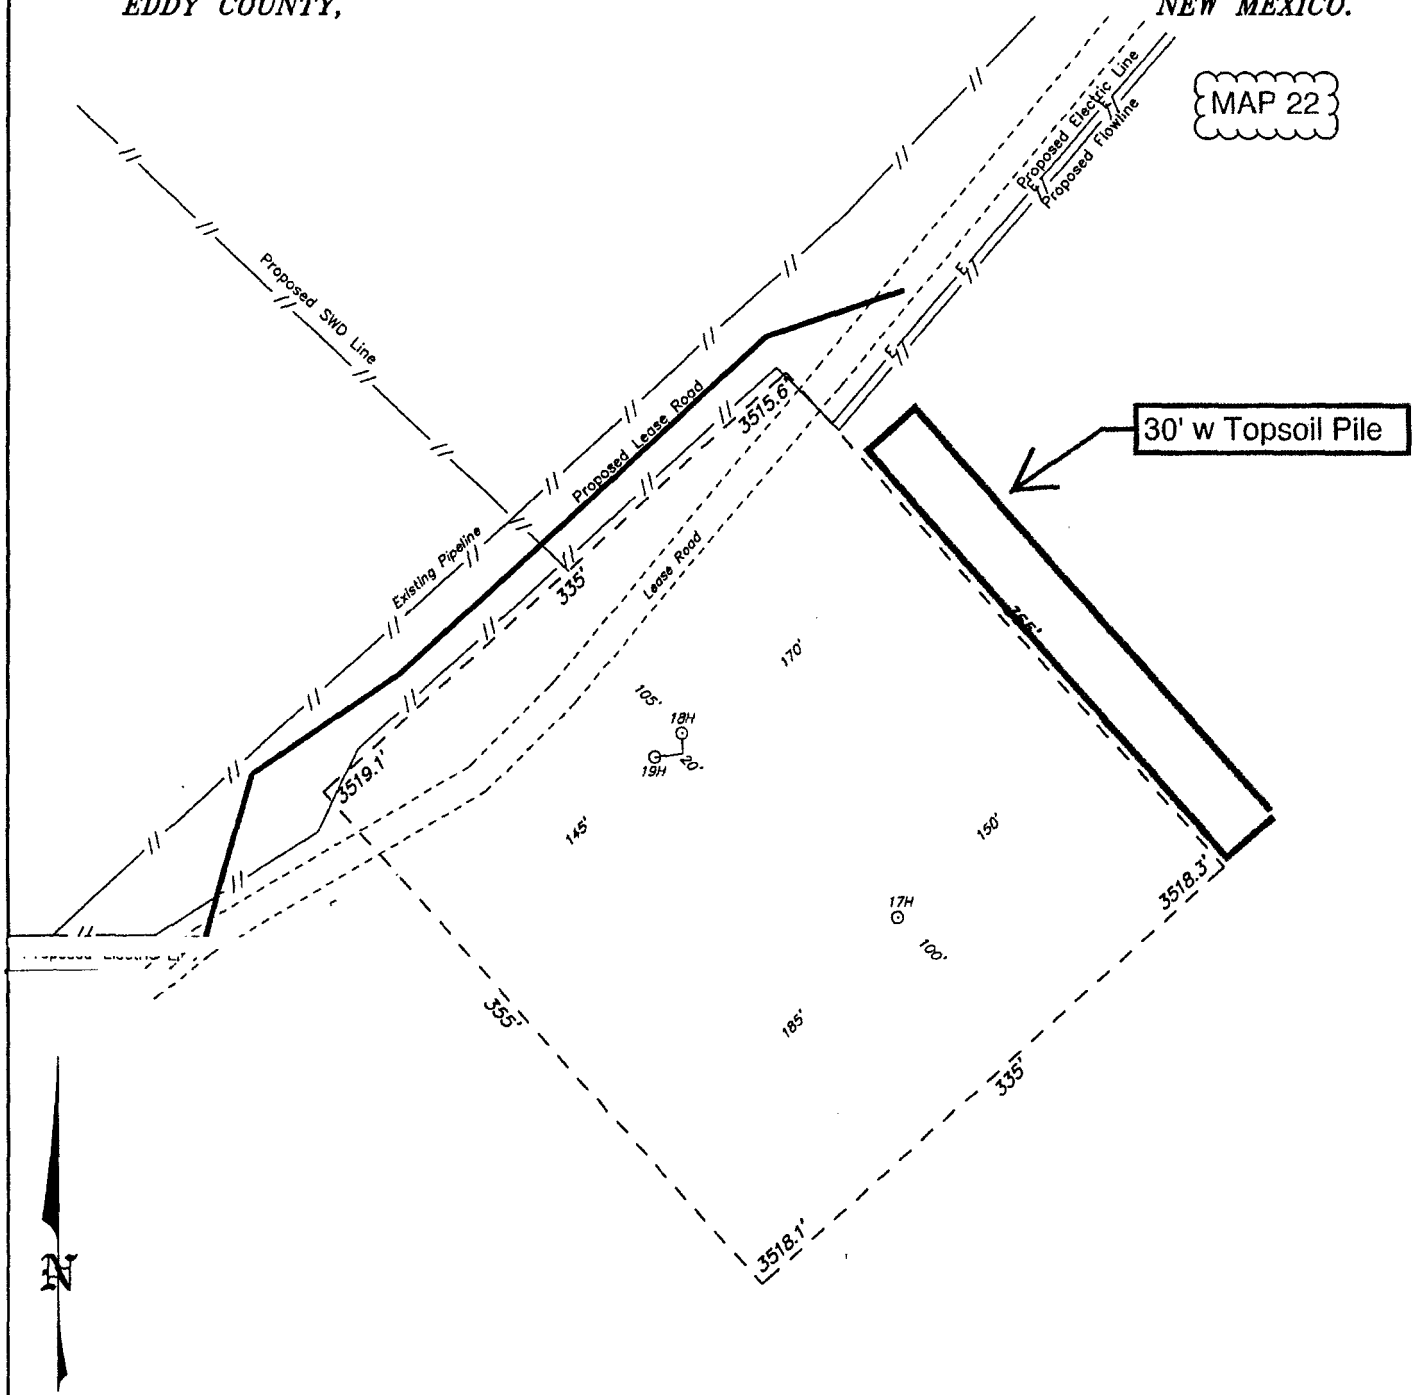 EDDY COUNTY, NEW MEXICO.
MAP 22
Proposed Electric Line
E
E
Proposed Flowline
E
E
Proposed SWD Line
30' w Topsoil Pile
3515.6'
Proposed Lease Road
Existing Pipeline
Lease Road
335'
170'
105'
18H
19H
20'
3519.1'
145'
150'
3518.3'
17H
100'
355'
185'
335'
3518.1'
N